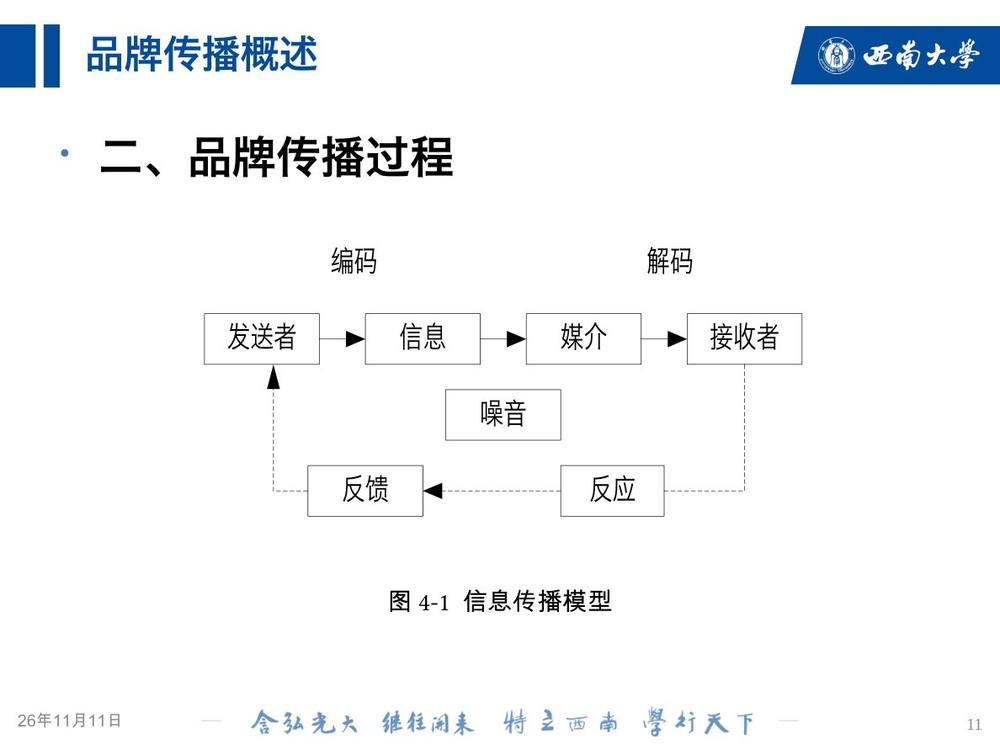 品牌传播概述
西南大学
• 二、品牌传播过程
编码 解码
发送者 信息 媒介 接收者
噪音
反馈 反应
图 4-1 信息传播模型
26年11月11日 含弘光大 继往开来 特立西南 學行天下 11